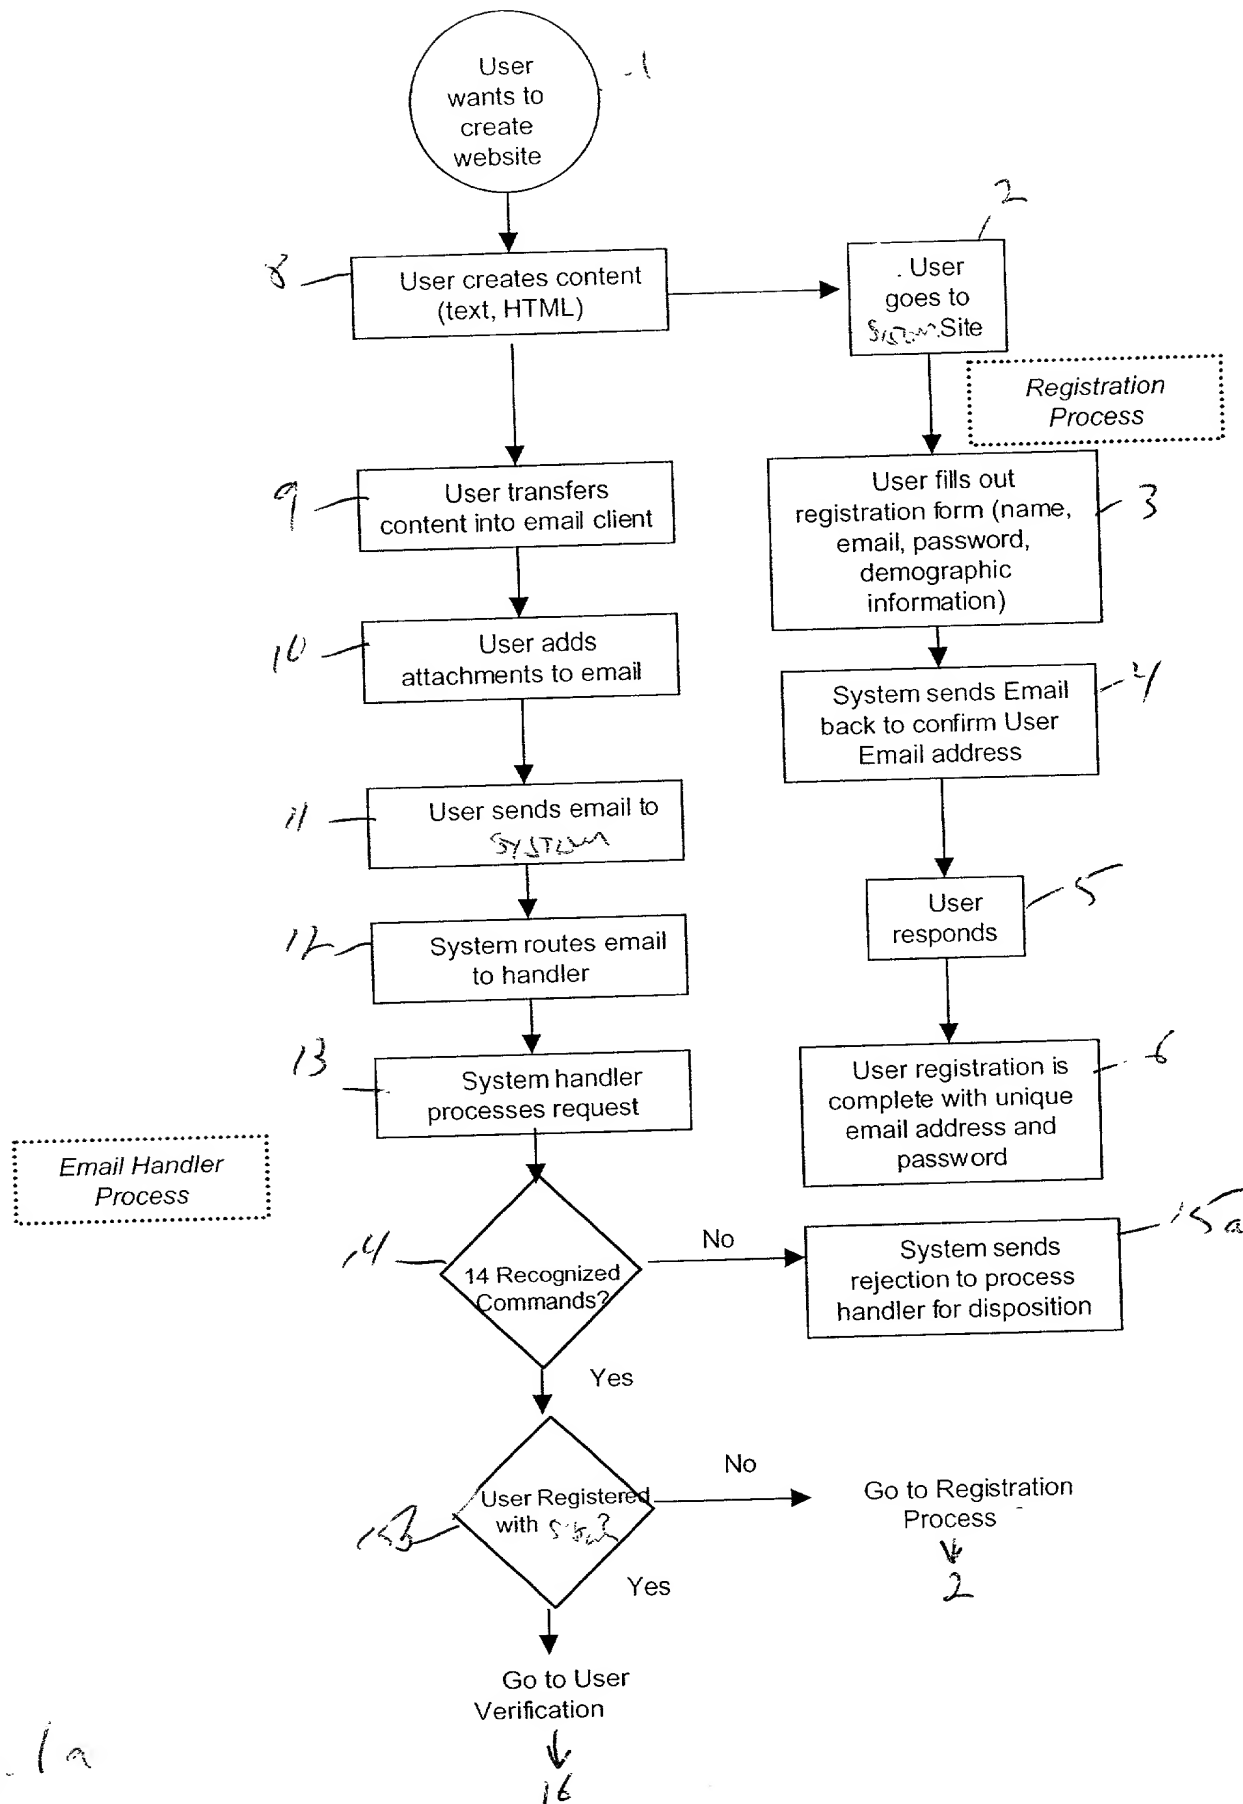 User
wants to
create
website
1
8
User creates content
(text, HTML)
2
User
goes to
System Site
Registration
Process
9
User transfers
content into email client
3
User fills out
registration form (name,
email, password,
demographic
information)
10
User adds
attachments to email
4
System sends Email
back to confirm User
Email address
11
User sends email to
SYSTEM
5
User
responds
12
System routes email
to handler
13
System handler
processes request
6
User registration is
complete with unique
email address and
password
Email Handler
Process
14
14 Recognized
Commands?
No
15a
System sends
rejection to process
handler for disposition
Yes
User Registered
with System?
No
Go to Registration
Process
2
Yes
Go to User
Verification
16
1a